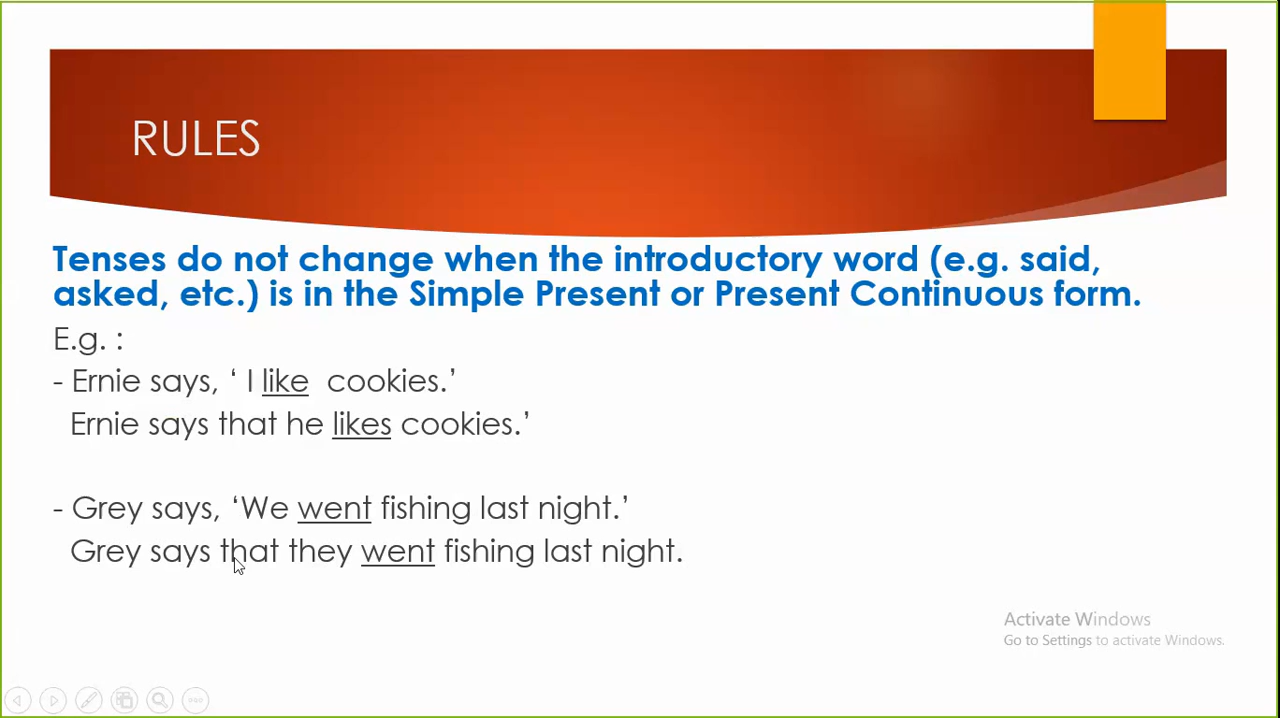 RULES
Tenses do not change when the introductory word (e.g. said,
asked, etc.) is in the Simple Present or Present Continuous form.
E.g. :
- Ernie says, ‘ I like  cookies.’
Ernie says that he likes cookies.’
- Grey says, ‘We went fishing last night.’
Grey says that they went fishing last night.
Activate Windows
Go to Settings to activate Windows.